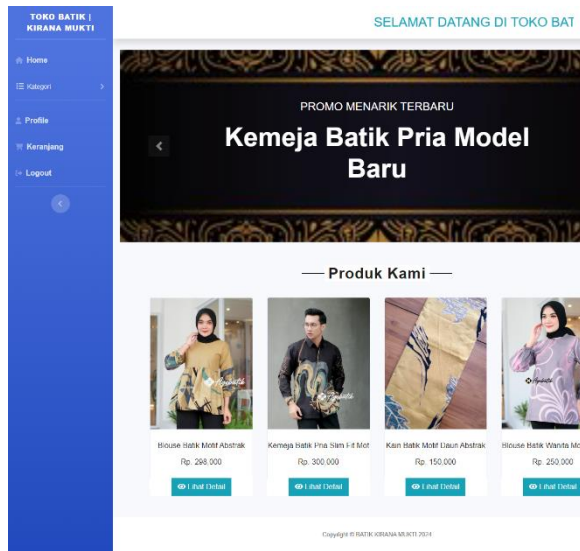 TOKO BATIK |
KIRANA MUKTI
Home
Kategori
Profile
Keranjang
Logout
SELAMAT DATANG DI TOKO BAT
PROMO MENARIK TERBARU
Kemeja Batik Pria Model
Baru
Produk Kami
Blouse Batik Motif Abstrak
Rp. 298,000
Lihat Detail
Kemeja Batik Pria Slim Fit Mot
Rp. 300,000
Lihat Detail
Kain Batik Motif Daun Abstrak
Rp. 150,000
Lihat Detail
Blouse Batik Wanita Mo
Rp. 250,000
Lihat Detail
Copyright © BATIK KIRANA MUKTI 2024